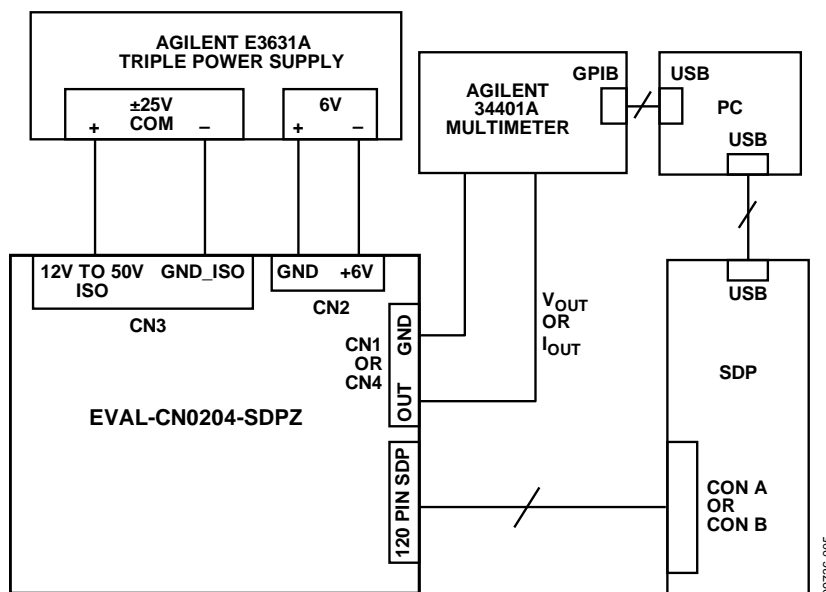 AGILENT E3631A
TRIPLE POWER SUPPLY
±25V
COM
+
–
6V
+
–
AGILENT
34401A
MULTIMETER
GPIB
USB
PC
USB
12V TO 50V
ISO
GND_ISO
CN3
GND
+6V
CN2
CN1
OR
CN4
GND
OUT
VOUT
OR
IOUT
EVAL-CN0204-SDPZ
120 PIN SDP
USB
SDP
CON A
OR
CON B